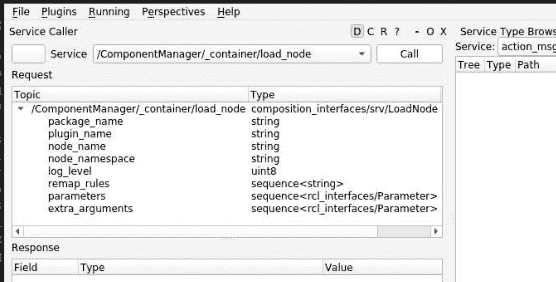 File Plugins Running Perspectives Help
Service Caller D C R ? - O X Service Type Brows
Service /ComponentManager/_container/load_node Call Service: action_msg
Request Tree Type Path
Topic Type
/ComponentManager/_container/load_node composition_interfaces/srv/LoadNode
package_name string
plugin_name string
node_name string
node_namespace string
log_level uint8
remap_rules sequence<string>
parameters sequence<rcl_interfaces/Parameter>
extra_arguments sequence<rcl_interfaces/Parameter>
Response
Field Type Value